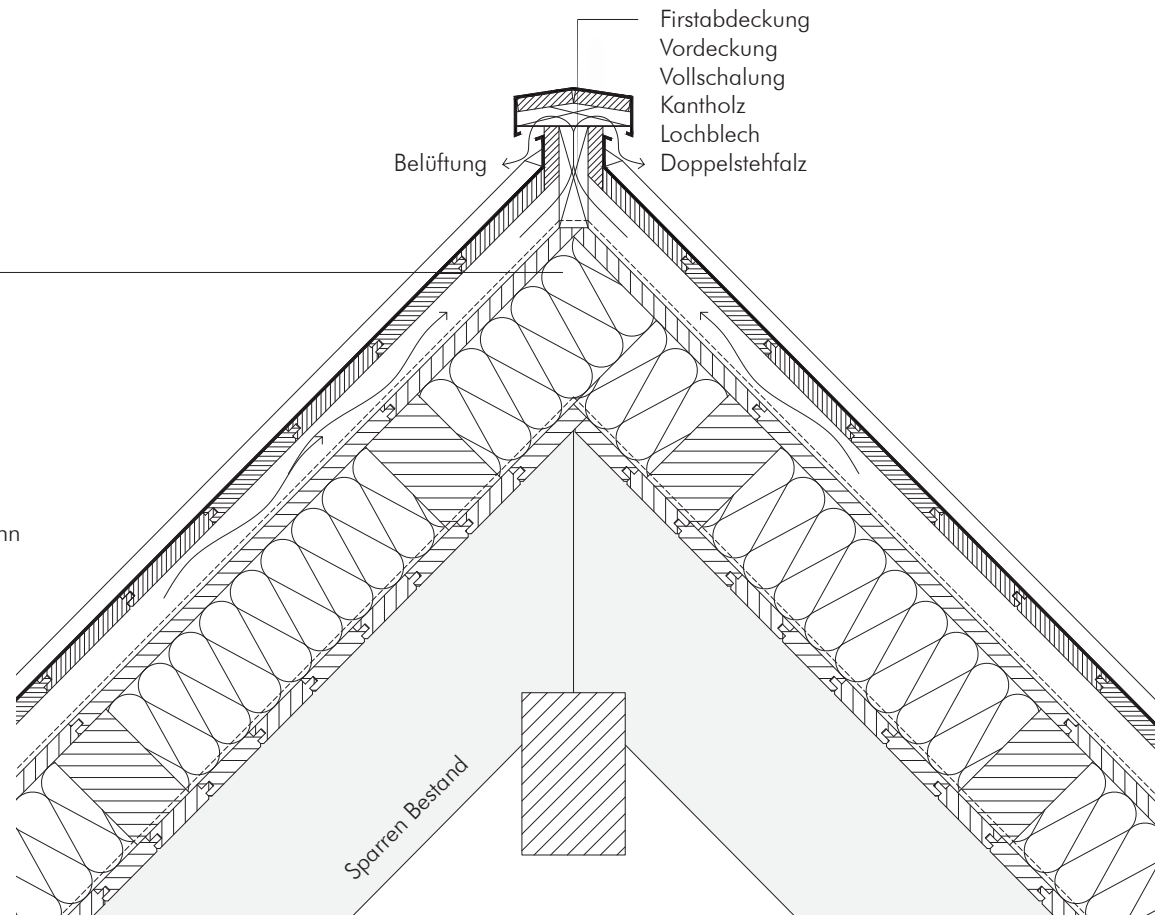 Firstabdeckung
Vordeckung
Vollschalung
Kantholz
Lochblech
Doppelstehfalz
Belüftung
Sparren Bestand